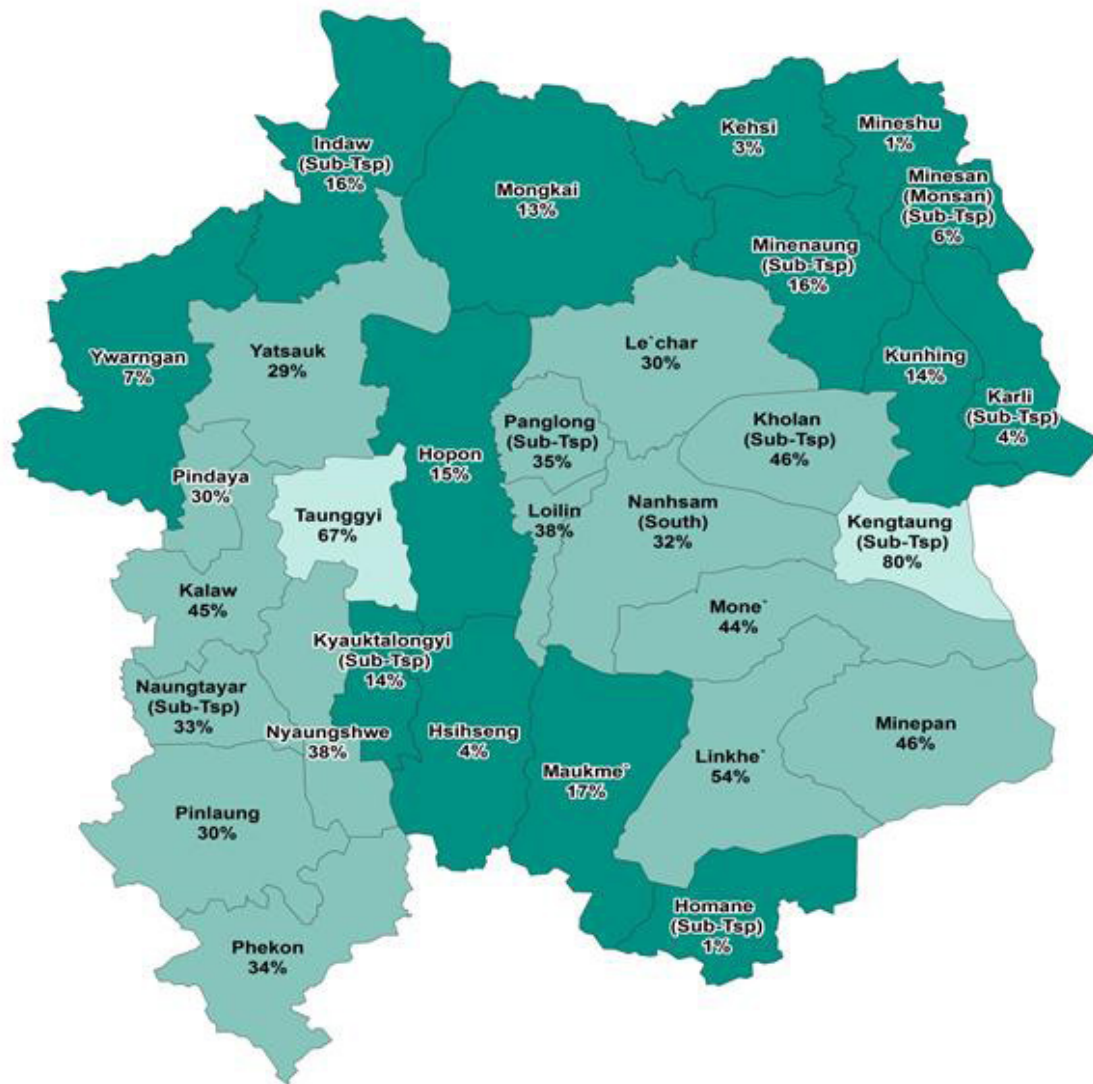 Indaw
(Sub-Tsp)
16%
Mongkai
13%
Kehsi
3%
Mineshu
1%
Minesan
(Monsan)
(Sub-Tsp)
6%
Minenaung
(Sub-Tsp)
16%
Ywarngan
7%
Yatsauk
29%
Le`char
30%
Kunhing
14%
Karli
(Sub-Tsp)
4%
Panglong
(Sub-Tsp)
35%
Kholan
(Sub-Tsp)
46%
Hopon
15%
Pindaya
30%
Taunggyi
67%
Loilin
38%
Nanhsam
(South)
32%
Kengtaung
(Sub-Tsp)
80%
Kalaw
45%
Mone`
44%
Kyauktalongyi
(Sub-Tsp)
14%
Naungtayar
(Sub-Tsp)
33%
Nyaungshwe
38%
Hsihseng
4%
Minepan
46%
Linkhe`
54%
Maukme`
17%
Pinlaung
30%
Homane
(Sub-Tsp)
1%
Phekon
34%